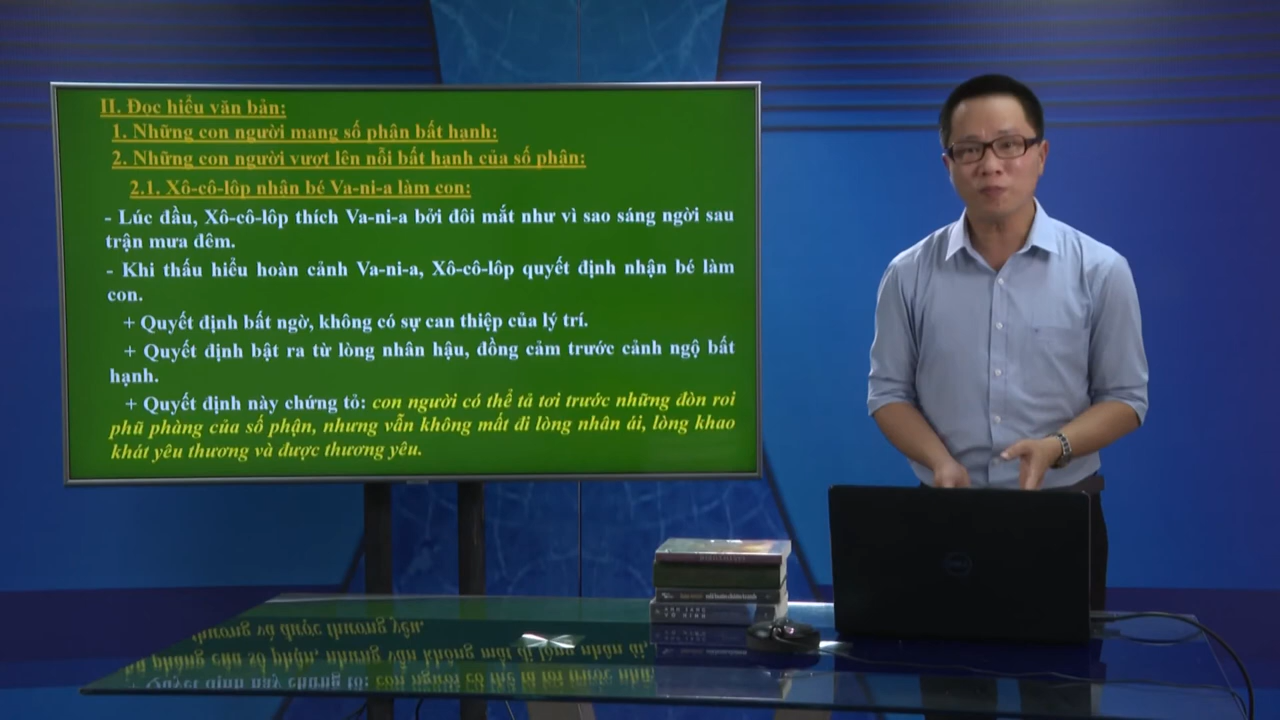 II. Đọc hiểu văn bản:
1. Những con người mang số phận bất hạnh:
2. Những con người vượt lên nỗi bất hạnh của số phận:
2.1. Xô-cô-lôp nhận bé Va-ni-a làm con:
- Lúc đầu, Xô-cô-lôp thích Va-ni-a bởi đôi mắt như vì sao sáng ngời sau
trận mưa đêm.
- Khi thấu hiểu hoàn cảnh Va-ni-a, Xô-cô-lôp quyết định nhận bé làm
con.
+ Quyết định bất ngờ, không có sự can thiệp của lý trí.
+ Quyết định bật ra từ lòng nhân hậu, đồng cảm trước cảnh ngộ bất
hạnh.
+ Quyết định này chứng tỏ: con người có thể tả tơi trước những đòn roi
phũ phàng của số phận, nhưng vẫn không mất đi lòng nhân ái, lòng khao
khát yêu thương và được thương yêu.
DELL